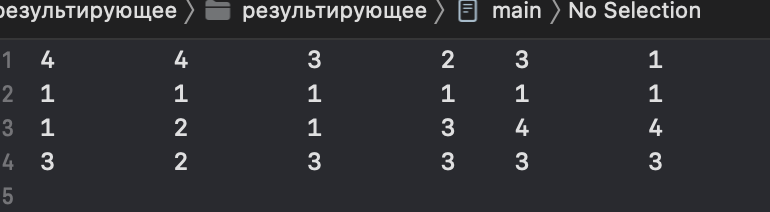 результирующее 〉 результирующее 〉 main 〉 No Selection
1 4 4 3 2 3 1
2 1 1 1 1 1 1
3 1 2 1 3 4 4
4 3 2 3 3 3 3
5